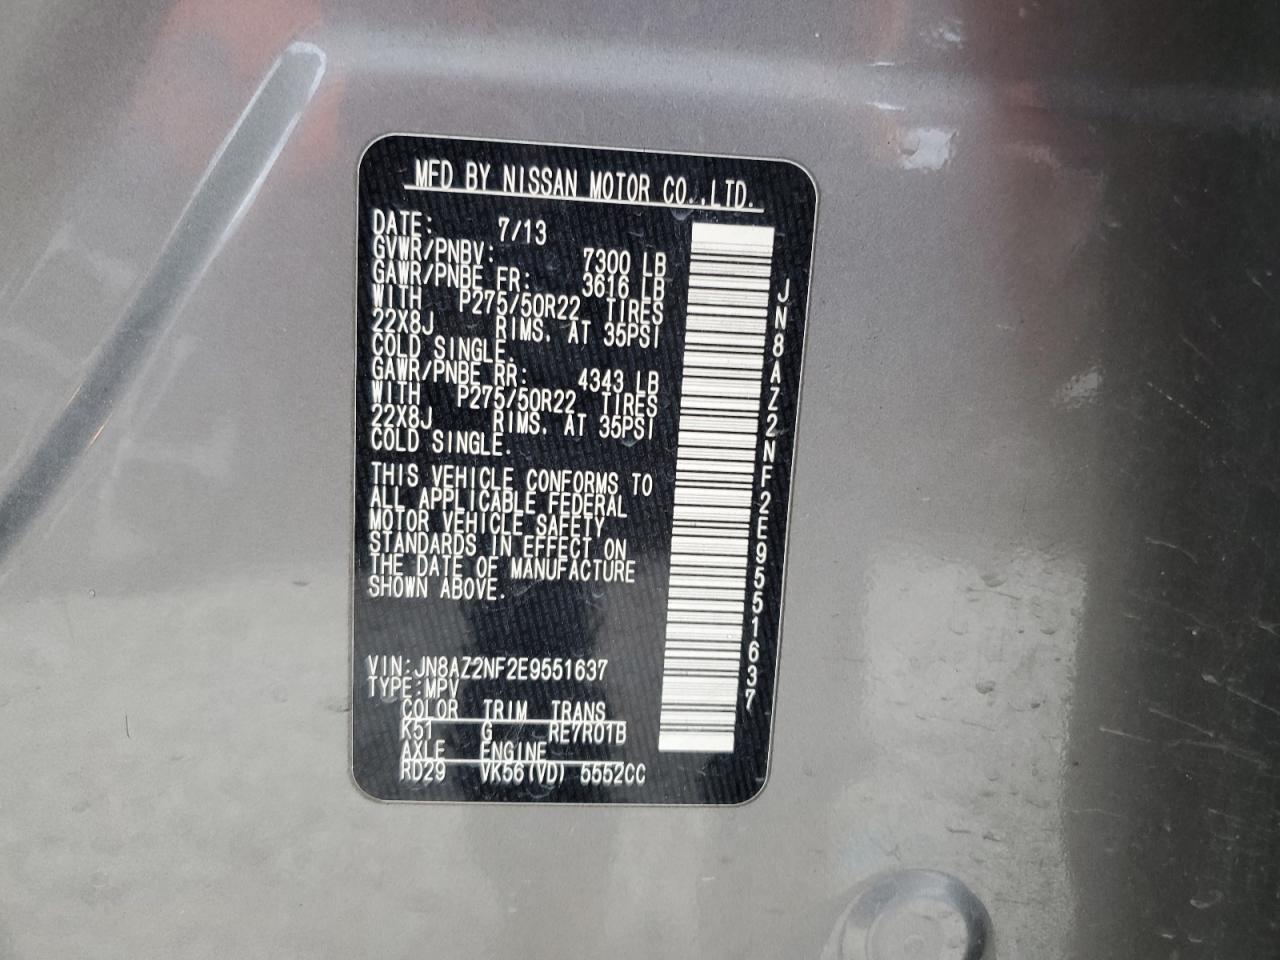 MFD BY NISSAN MOTOR CO.,LTD.
DATE: 7/13
GVWR/PNBV: 7300 LB
GAWR/PNBE FR: 3616 LB
WITH P275/50R22 TIRES
22X8J RIMS. AT 35PSI
COLD SINGLE.
GAWR/PNBE RR: 4343 LB
WITH P275/50R22 TIRES
22X8J RIMS. AT 35PSI
COLD SINGLE.
THIS VEHICLE CONFORMS TO
ALL APPLICABLE FEDERAL
MOTOR VEHICLE SAFETY
STANDARDS IN EFFECT ON
THE DATE OF MANUFACTURE
SHOWN ABOVE.
VIN:JN8AZ2NF2E9551637
TYPE:MPV
COLOR TRIM TRANS
K51 G RE7R01B
AXLE ENGINE
RD29 VK56(VD) 5552CC
JN8AZ2NF2E9551637